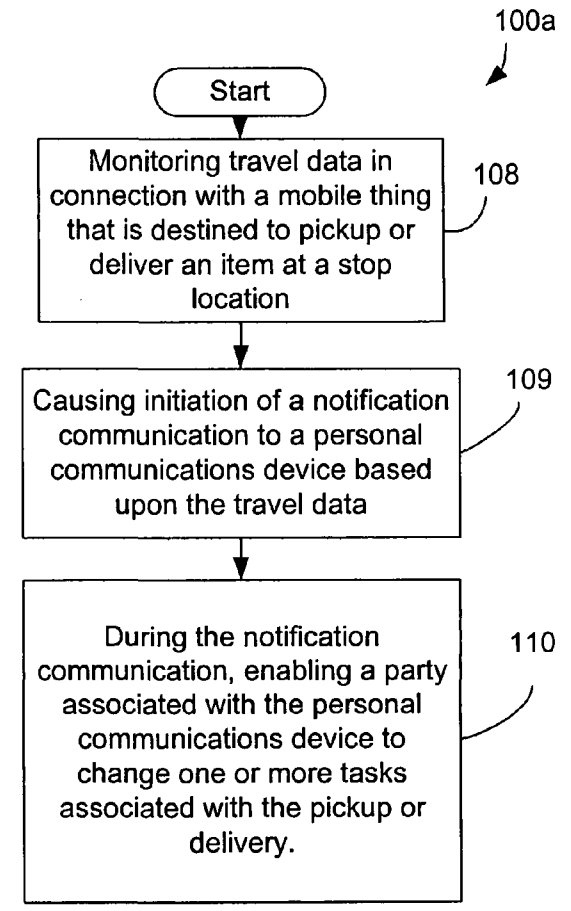 100a
Start
Monitoring travel data in
connection with a mobile thing
that is destined to pickup or
deliver an item at a stop
location
108
Causing initiation of a notification
communication to a personal
communications device based
upon the travel data
109
During the notification
communication, enabling a party
associated with the personal
communications device to
change one or more tasks
associated with the pickup or
delivery.
110